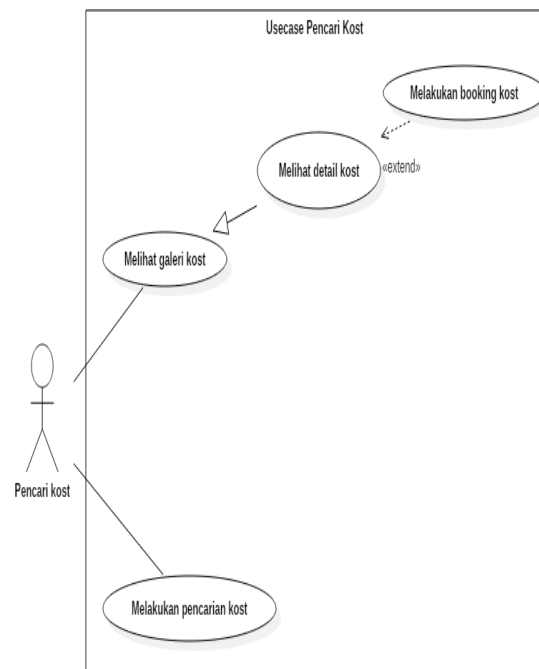 Usecase Pencari Kost
Melakukan booking kost
Melihat detail kost
«extend»
Melihat galeri kost
Pencari kost
Melakukan pencarian kost